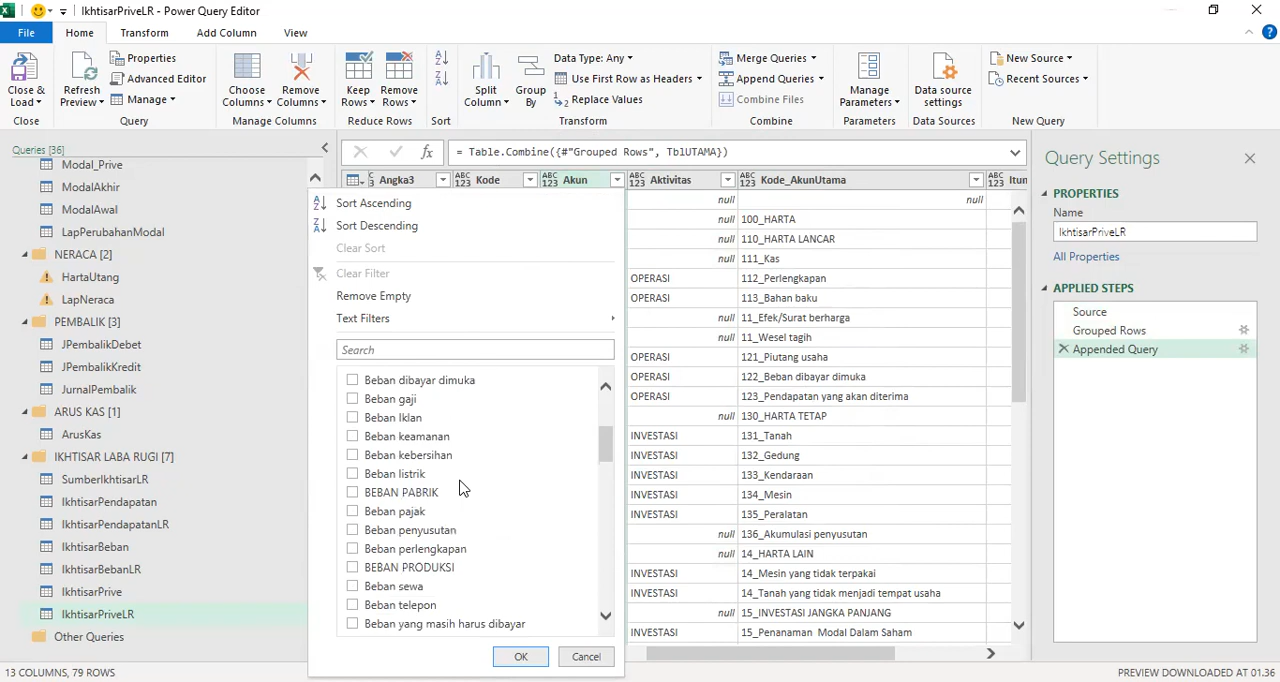 IkhtisarPriveLR - Power Query Editor
File Home Transform Add Column View
Close & Load
Close
Refresh Preview
Properties
Advanced Editor
Manage
Query
Choose Columns
Remove Columns
Manage Columns
Keep Rows
Remove Rows
Reduce Rows
Sort
Split Column
Group By
Data Type: Any
Use First Row as Headers
Replace Values
Transform
Merge Queries
Append Queries
Combine Files
Combine
Manage Parameters
Parameters
Data source settings
Data Sources
New Source
Recent Sources
New Query
Queries [36]
Modal_Prive
ModalAkhir
ModalAwal
LapPerubahanModal
NERACA [2]
HartaUtang
LapNeraca
PEMBALIK [3]
JPembalikDebet
JPembalikKredit
JurnalPembalik
ARUS KAS [1]
ArusKas
IKHTISAR LABA RUGI [7]
SumberIkhtisarLR
IkhtisarPendapatan
IkhtisarPendapatanLR
IkhtisarBeban
IkhtisarBebanLR
IkhtisarPrive
IkhtisarPriveLR
Other Queries
= Table.Combine({#"Grouped Rows", TblUTAMA})
Angka3 ABC 123 Kode ABC 123 Akun ABC 123 Aktivitas ABC 123 Kode_AkunUtama ABC 123
Sort Ascending
Sort Descending
Clear Sort
Clear Filter
Remove Empty
Text Filters
Search
Beban dibayar dimuka
Beban gaji
Beban Iklan
Beban keamanan
Beban kebersihan
Beban listrik
BEBAN PABRIK
Beban pajak
Beban penyusutan
Beban perlengkapan
BEBAN PRODUKSI
Beban sewa
Beban telepon
Beban yang masih harus dibayar
OK Cancel
null null
null 100_HARTA
null 110_HARTA LANCAR
null 111_Kas
OPERASI 112_Perlengkapan
OPERASI 113_Bahan baku
null 11_Efek/Surat berharga
null 11_Wesel tagih
OPERASI 121_Piutang usaha
OPERASI 122_Beban dibayar dimuka
OPERASI 123_Pendapatan yang akan diterima
null 130_HARTA TETAP
INVESTASI 131_Tanah
INVESTASI 132_Gedung
INVESTASI 133_Kendaraan
INVESTASI 134_Mesin
INVESTASI 135_Peralatan
null 136_Akumulasi penyusutan
null 14_HARTA LAIN
INVESTASI 14_Mesin yang tidak terpakai
INVESTASI 14_Tanah yang tidak menjadi tempat usaha
null 15_INVESTASI JANGKA PANJANG
INVESTASI 15_Penanaman Modal Dalam Saham
Query Settings
PROPERTIES
Name
IkhtisarPriveLR
All Properties
APPLIED STEPS
Source
Grouped Rows
Appended Query
13 COLUMNS, 79 ROWS
PREVIEW DOWNLOADED AT 01.36